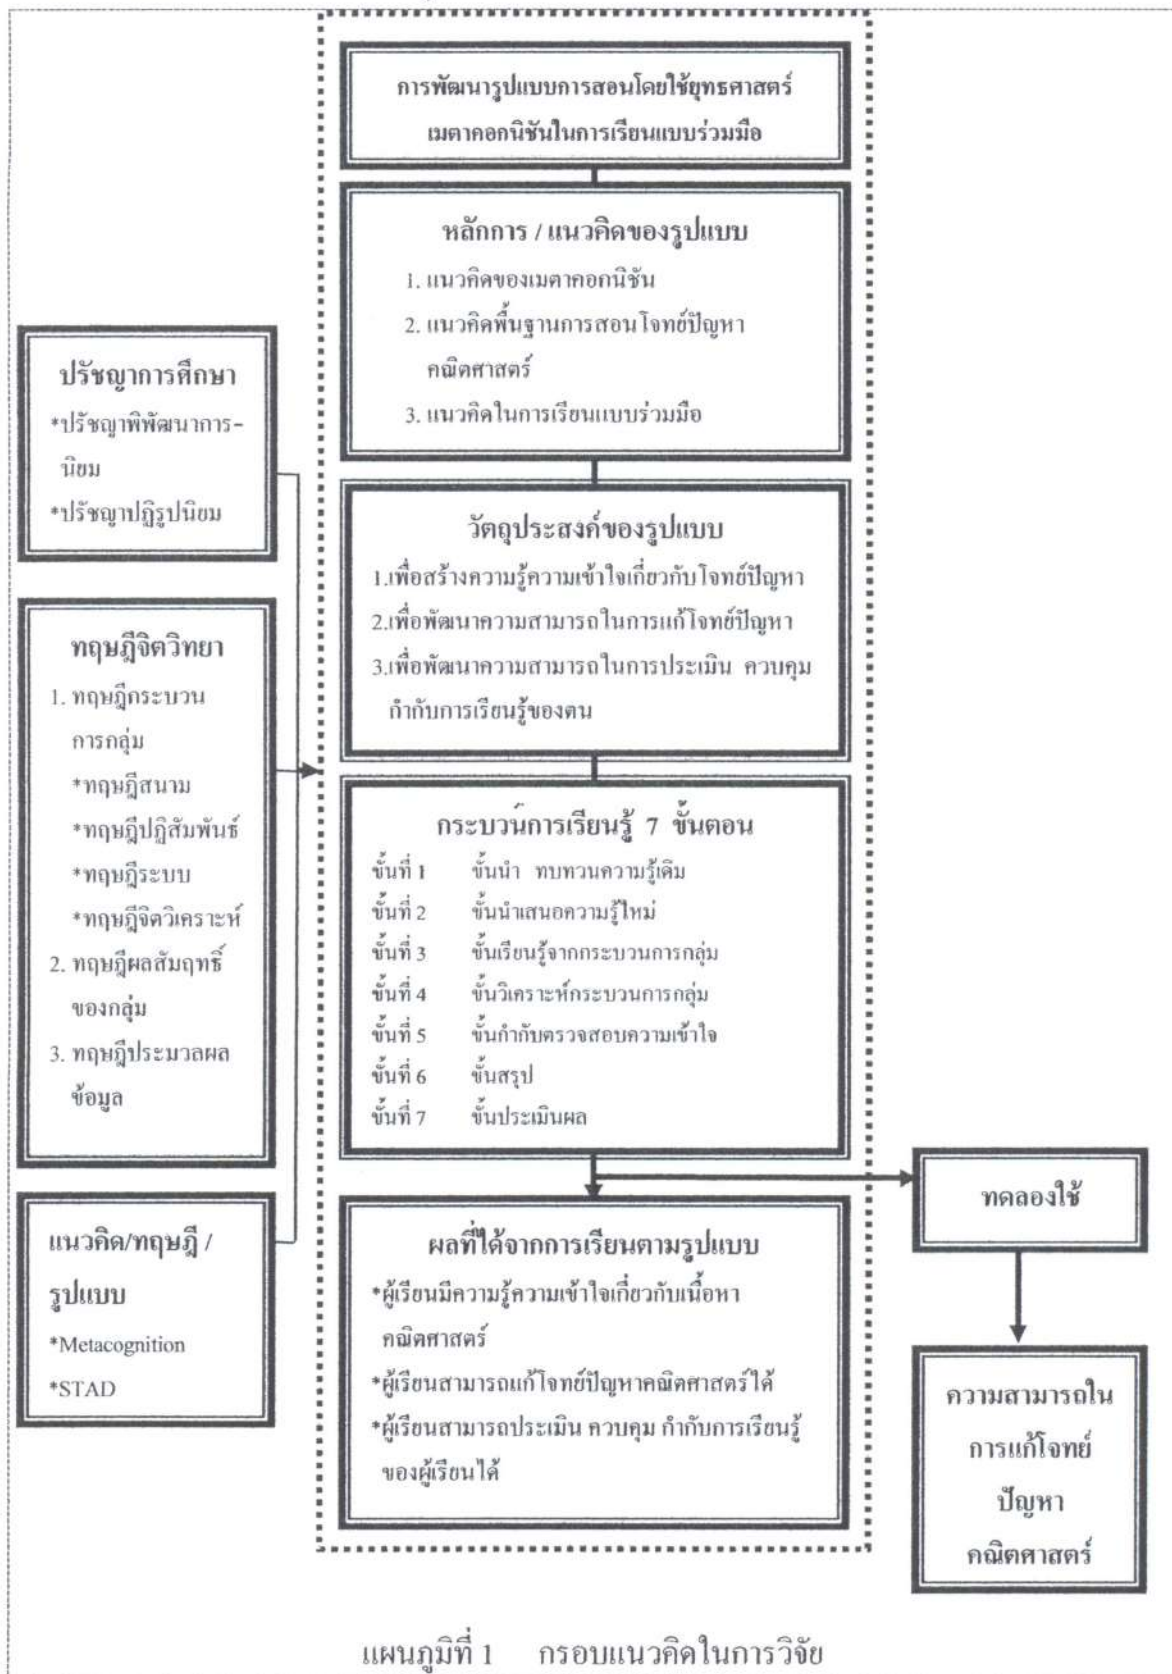 การพัฒนารูปแบบการสอนโดยใช้ยุทธศาสตร์
เมตาคอกนิชันในการเรียนแบบร่วมมือ
หลักการ / แนวคิดของรูปแบบ
1. แนวคิดของเมตาคอกนิชัน
2. แนวคิดพื้นฐานการสอนโจทย์ปัญหา
คณิตศาสตร์
3. แนวคิดในการเรียนแบบร่วมมือ
ปรัชญาการศึกษา
*ปรัชญาพิพัฒนาการ-
นิยม
*ปรัชญาปฏิรูปนิยม
วัตถุประสงค์ของรูปแบบ
1.เพื่อสร้างความรู้ความเข้าใจเกี่ยวกับโจทย์ปัญหา
2.เพื่อพัฒนาความสามารถในการแก้โจทย์ปัญหา
3.เพื่อพัฒนาความสามารถในการประเมิน ควบคุม
กำกับการเรียนรู้ของตน
ทฤษฎีจิตวิทยา
1. ทฤษฎีกระบวน
การกลุ่ม
*ทฤษฎีสนาม
*ทฤษฎีปฏิสัมพันธ์
*ทฤษฎีระบบ
*ทฤษฎีจิตวิเคราะห์
2. ทฤษฎีผลสัมฤทธิ์
ของกลุ่ม
3. ทฤษฎีประมวลผล
ข้อมูล
กระบวนการเรียนรู้ 7 ขั้นตอน
ขั้นที่ 1 ขั้นนำ ทบทวนความรู้เดิม
ขั้นที่ 2 ขั้นนำเสนอความรู้ใหม่
ขั้นที่ 3 ขั้นเรียนรู้จากกระบวนการกลุ่ม
ขั้นที่ 4 ขั้นวิเคราะห์กระบวนการกลุ่ม
ขั้นที่ 5 ขั้นกำกับตรวจสอบความเข้าใจ
ขั้นที่ 6 ขั้นสรุป
ขั้นที่ 7 ขั้นประเมินผล
แนวคิด/ทฤษฎี /
รูปแบบ
*Metacognition
*STAD
ผลที่ได้จากการเรียนตามรูปแบบ
*ผู้เรียนมีความรู้ความเข้าใจเกี่ยวกับเนื้อหา
คณิตศาสตร์
*ผู้เรียนสามารถแก้โจทย์ปัญหาคณิตศาสตร์ได้
*ผู้เรียนสามารถประเมิน ควบคุม กำกับการเรียนรู้
ของผู้เรียนได้
ทดลองใช้
ความสามารถใน
การแก้โจทย์
ปัญหา
คณิตศาสตร์
แผนภูมิที่ 1 กรอบแนวคิดในการวิจัย